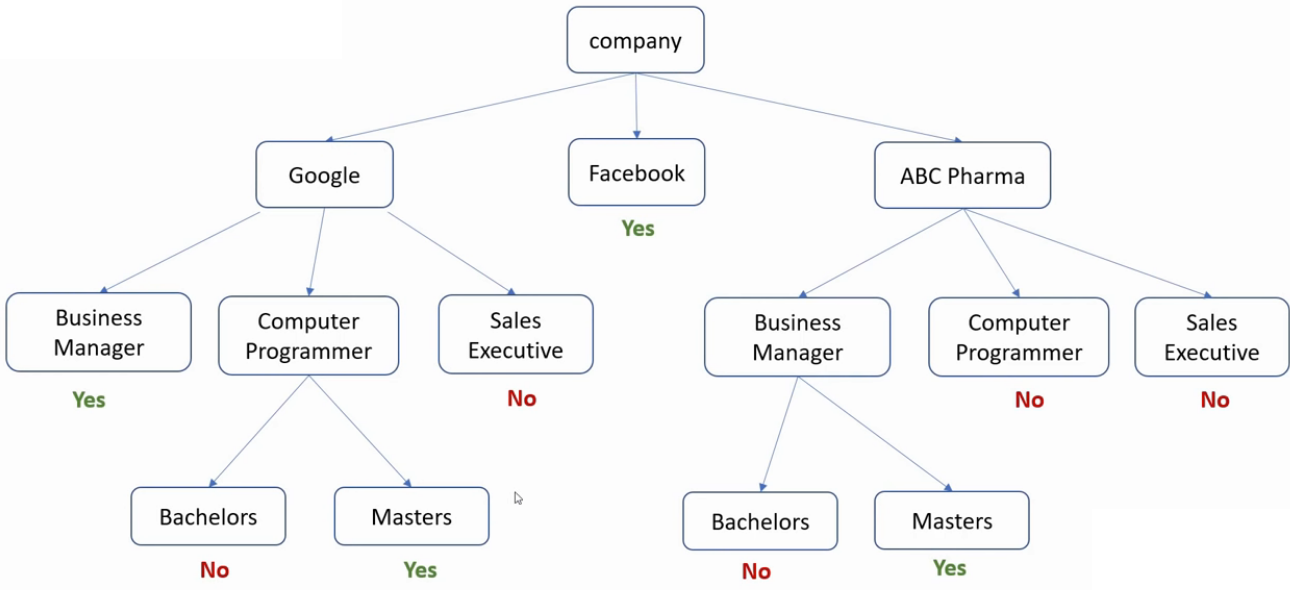 company
Google
Facebook
ABC Pharma
Yes
Business
Manager
Computer
Programmer
Sales
Executive
Business
Manager
Computer
Programmer
Sales
Executive
Yes
No
No
No
Bachelors
Masters
Bachelors
Masters
No
Yes
No
Yes